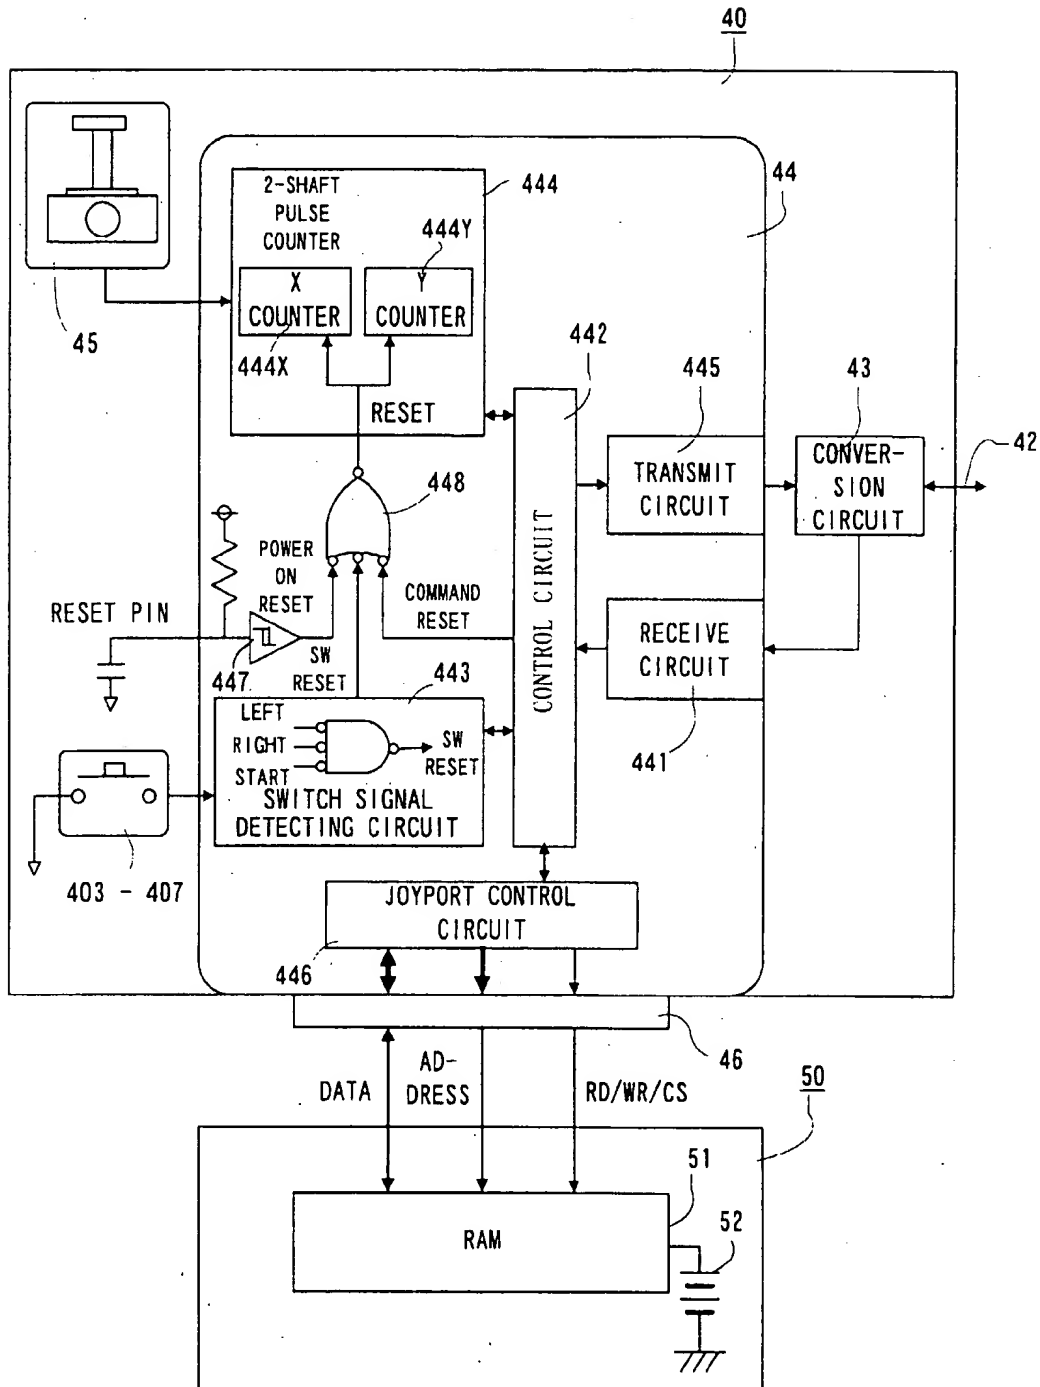 40
444
2-SHAFT
PULSE
COUNTER
444Y
44
X
COUNTER
Y
COUNTER
444X
45
442
445
43
RESET
TRANSMIT
CIRCUIT
CONVER-
SION
CIRCUIT
42
448
CONTROL CIRCUIT
POWER
ON
RESET
COMMAND
RESET
RESET PIN
RECEIVE
CIRCUIT
447
SW
RESET
443
441
LEFT
RIGHT
START
SW
RESET
SWITCH SIGNAL
DETECTING CIRCUIT
403 - 407
JOYPORT CONTROL
CIRCUIT
446
46
DATA
AD-
DRESS
RD/WR/CS
50
51
RAM
52